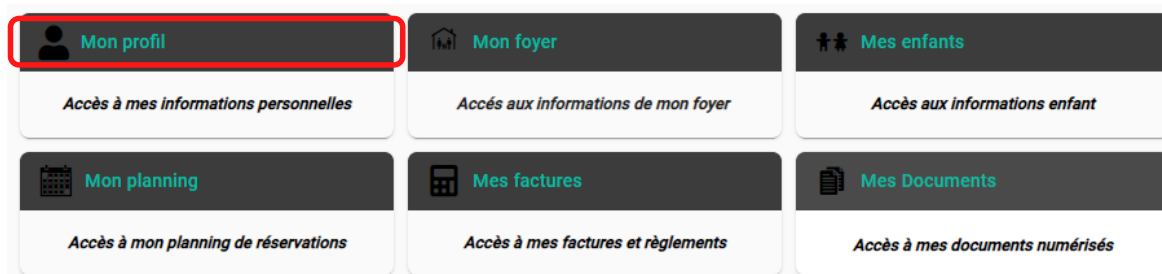 Mon profil
Mon foyer
Mes enfants
Accès à mes informations personnelles
Accés aux informations de mon foyer
Accès aux informations enfant
Mon planning
Mes factures
Mes Documents
Accès à mon planning de réservations
Accès à mes factures et règlements
Accès à mes documents numérisés